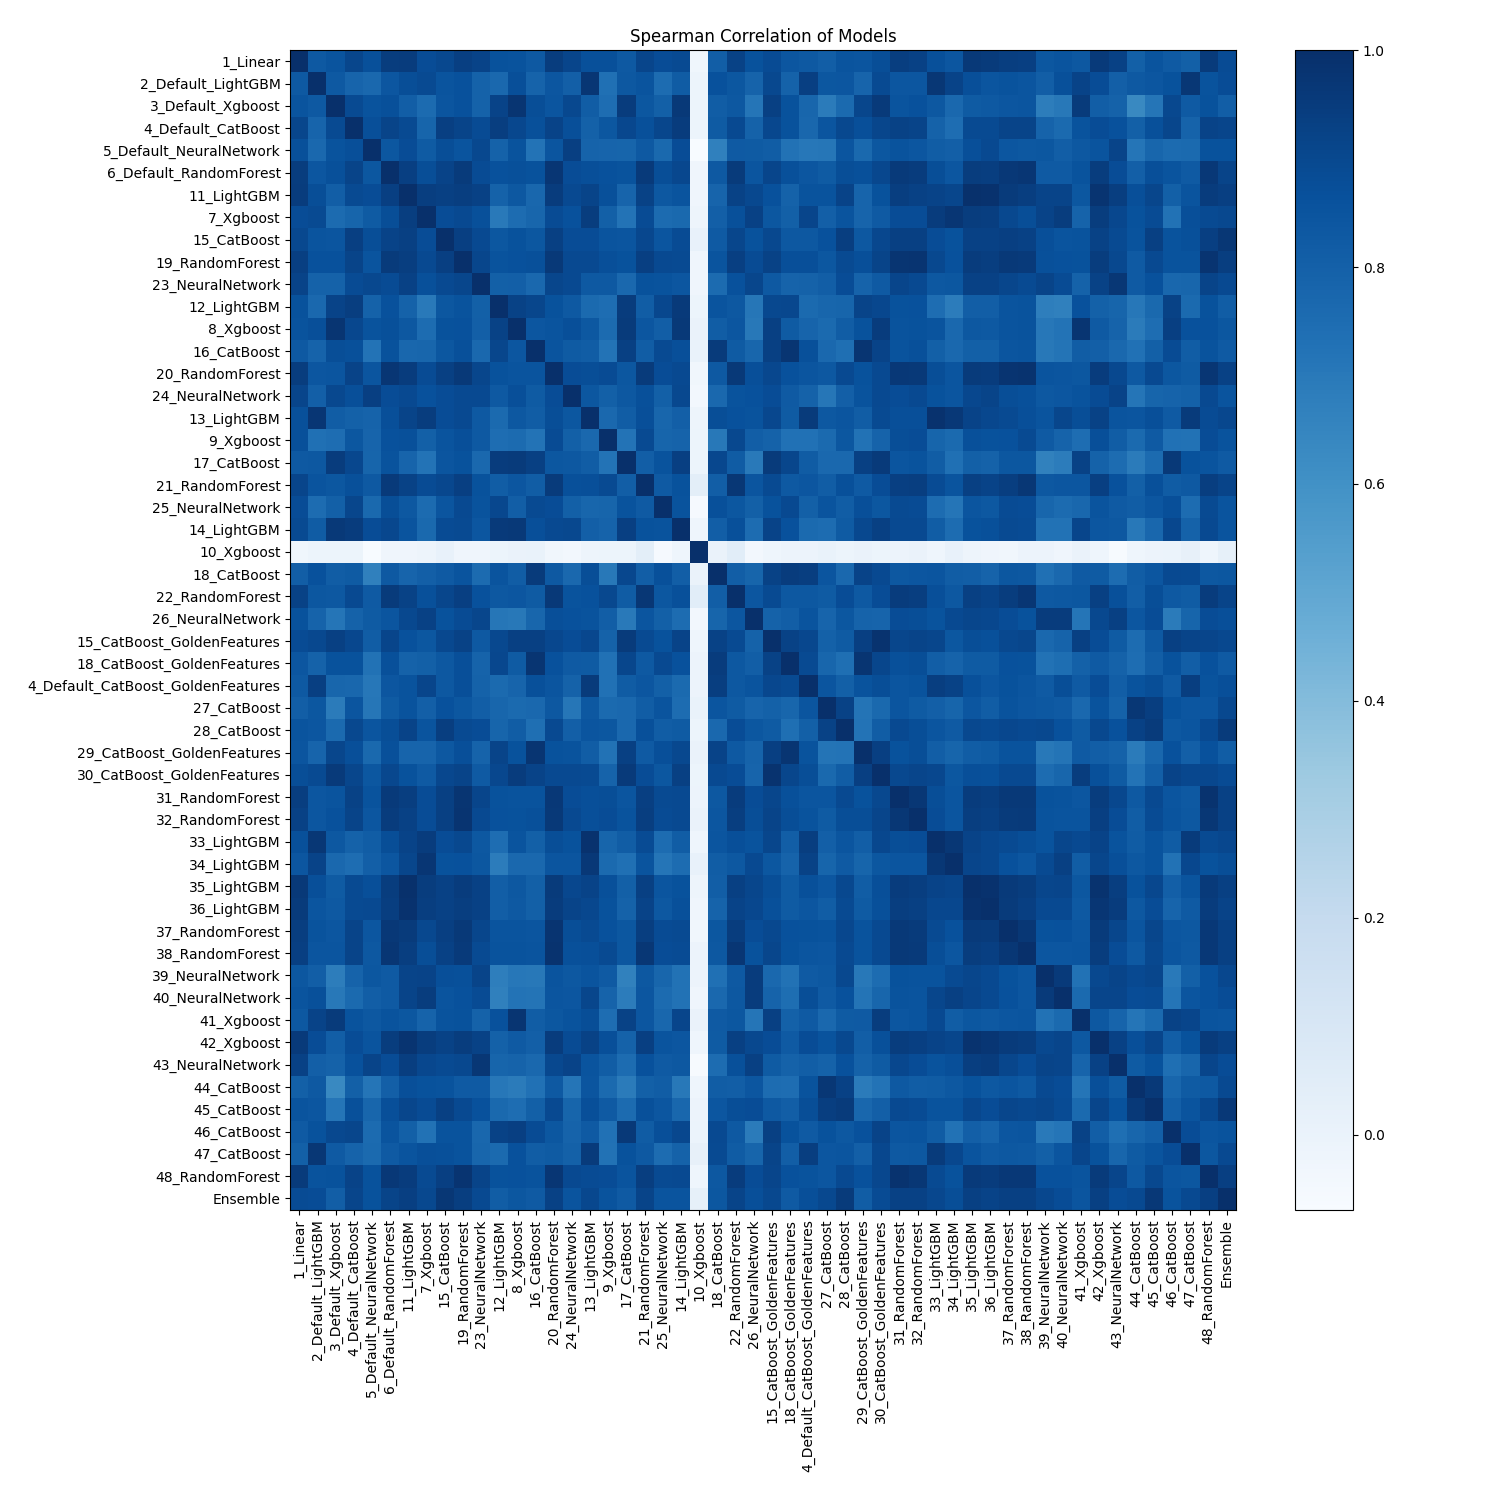 Spearman Correlation of Models
1_Linear
2_Default_LightGBM
3_Default_Xgboost
4_Default_CatBoost
5_Default_NeuralNetwork
6_Default_RandomForest
11_LightGBM
7_Xgboost
15_CatBoost
19_RandomForest
23_NeuralNetwork
12_LightGBM
8_Xgboost
16_CatBoost
20_RandomForest
24_NeuralNetwork
13_LightGBM
9_Xgboost
17_CatBoost
21_RandomForest
25_NeuralNetwork
14_LightGBM
10_Xgboost
18_CatBoost
22_RandomForest
26_NeuralNetwork
15_CatBoost_GoldenFeatures
18_CatBoost_GoldenFeatures
4_Default_CatBoost_GoldenFeatures
27_CatBoost
28_CatBoost
29_CatBoost_GoldenFeatures
30_CatBoost_GoldenFeatures
31_RandomForest
32_RandomForest
33_LightGBM
34_LightGBM
35_LightGBM
36_LightGBM
37_RandomForest
38_RandomForest
39_NeuralNetwork
40_NeuralNetwork
41_Xgboost
42_Xgboost
43_NeuralNetwork
44_CatBoost
45_CatBoost
46_CatBoost
47_CatBoost
48_RandomForest
Ensemble
1_Linear
2_Default_LightGBM
3_Default_Xgboost
4_Default_CatBoost
5_Default_NeuralNetwork
6_Default_RandomForest
11_LightGBM
7_Xgboost
15_CatBoost
19_RandomForest
23_NeuralNetwork
12_LightGBM
8_Xgboost
16_CatBoost
20_RandomForest
24_NeuralNetwork
13_LightGBM
9_Xgboost
17_CatBoost
21_RandomForest
25_NeuralNetwork
14_LightGBM
10_Xgboost
18_CatBoost
22_RandomForest
26_NeuralNetwork
15_CatBoost_GoldenFeatures
18_CatBoost_GoldenFeatures
4_Default_CatBoost_GoldenFeatures
27_CatBoost
28_CatBoost
29_CatBoost_GoldenFeatures
30_CatBoost_GoldenFeatures
31_RandomForest
32_RandomForest
33_LightGBM
34_LightGBM
35_LightGBM
36_LightGBM
37_RandomForest
38_RandomForest
39_NeuralNetwork
40_NeuralNetwork
41_Xgboost
42_Xgboost
43_NeuralNetwork
44_CatBoost
45_CatBoost
46_CatBoost
47_CatBoost
48_RandomForest
Ensemble
1.0
0.8
0.6
0.4
0.2
0.0